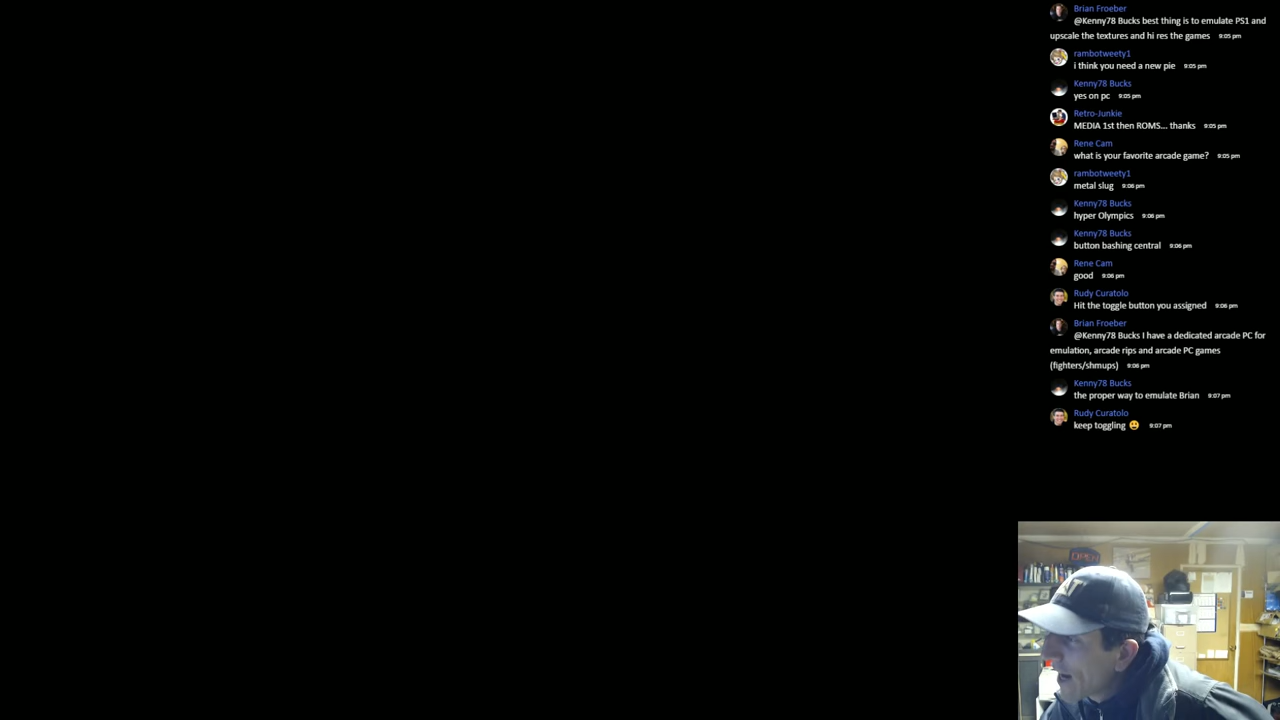 Brian Froeber
@Kenny78 Bucks best thing is to emulate PS1 and
upscale the textures and hi res the games 9:05 pm
rambotweety1
i think you need a new pie 9:05 pm
Kenny78 Bucks
yes on pc 9:05 pm
Retro-Junkie
MEDIA 1st then ROMS... thanks 9:05 pm
Rene Cam
what is your favorite arcade game? 9:05 pm
rambotweety1
metal slug 9:06 pm
Kenny78 Bucks
hyper Olympics 9:06 pm
Kenny78 Bucks
button bashing central 9:06 pm
Rene Cam
good 9:06 pm
Rudy Curatolo
Hit the toggle button you assigned 9:06 pm
Brian Froeber
@Kenny78 Bucks I have a dedicated arcade PC for
emulation, arcade rips and arcade PC games
(fighters/shmups) 9:06 pm
Kenny78 Bucks
the proper way to emulate Brian 9:07 pm
Rudy Curatolo
keep toggling 😀 9:07 pm
OPEN